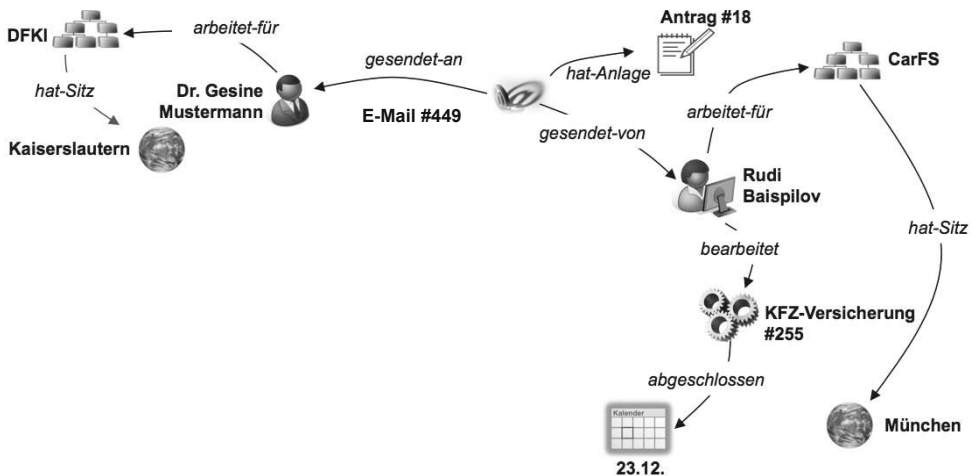 DFKI
arbeitet-für
hat-Sitz
Kaiserslautern
Dr. Gesine
Mustermann
gesendet-an
E-Mail #449
Antrag #18
hat-Anlage
gesendet-von
arbeitet-für
CarFS
Rudi
Baispilov
hat-Sitz
bearbeitet
KFZ-Versicherung
#255
abgeschlossen
Kalender
23.12.
München